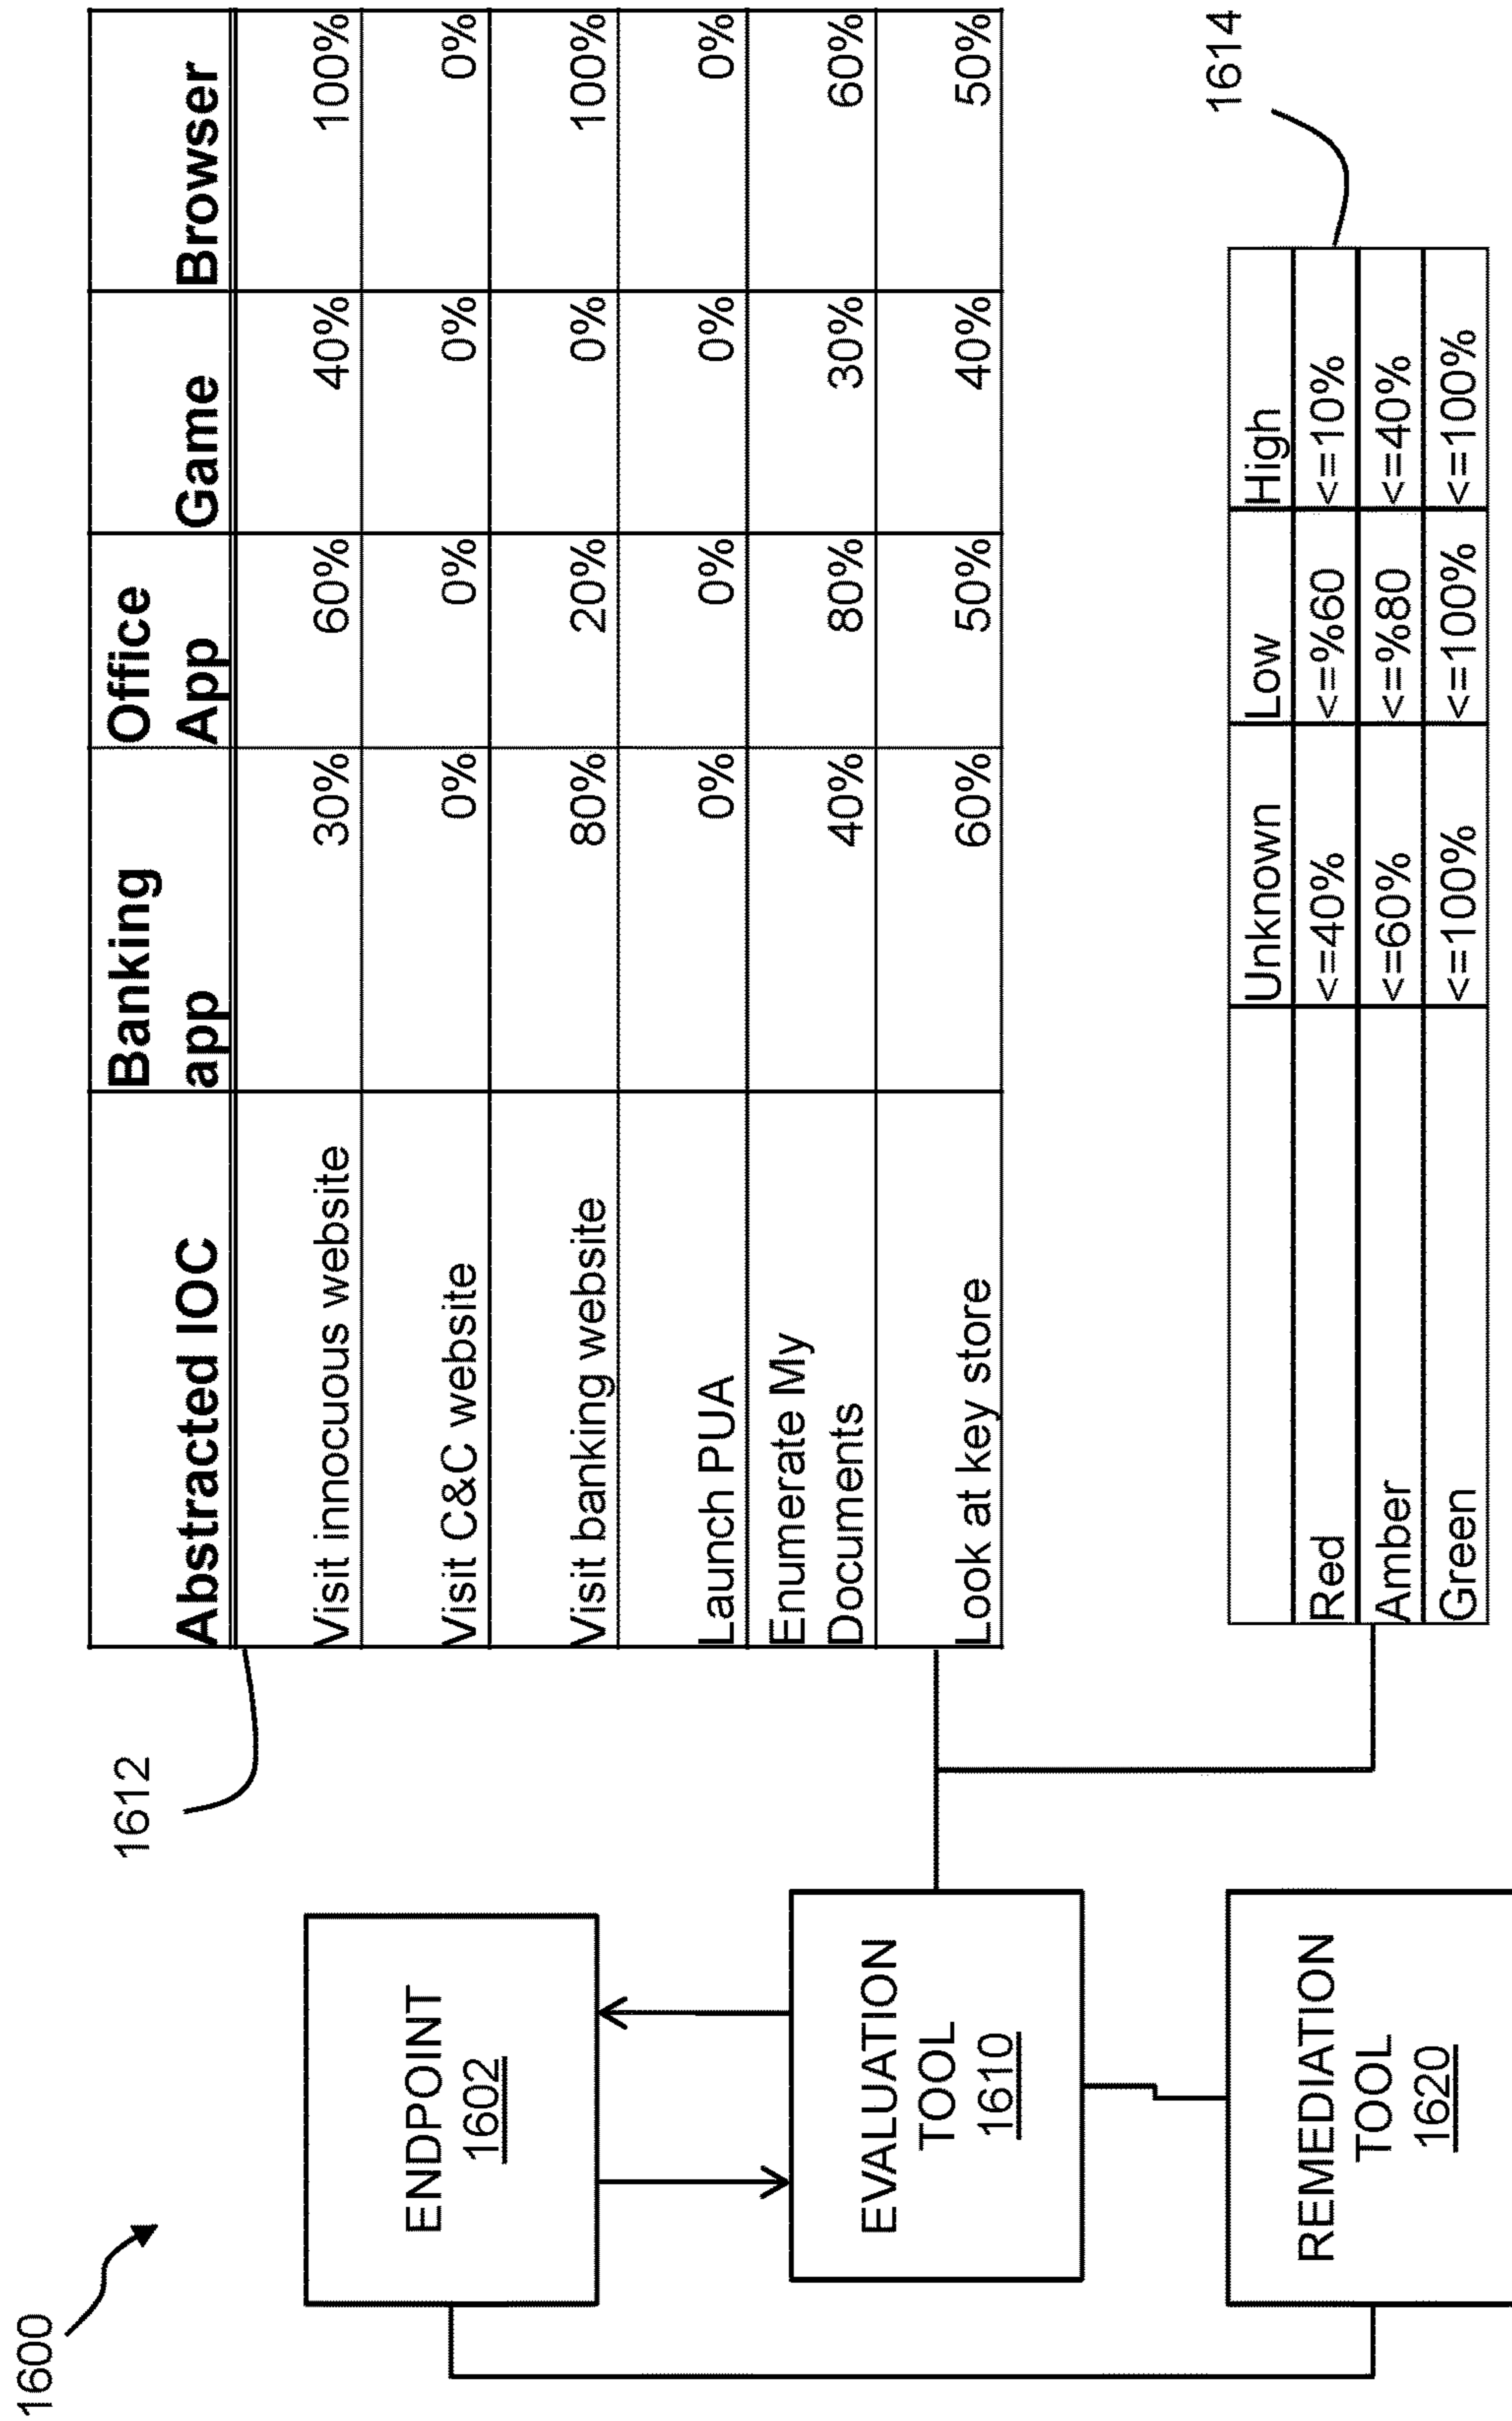 1600
ENDPOINT
1602
EVALUATION
TOOL
1610
REMEDIATION
TOOL
1620
1612
Abstracted IOC Banking app Office App Game Browser
Visit innocuous website 30% 60% 40% 100%
Visit C&C website 0% 0% 0% 0%
Visit banking website 80% 20% 0% 100%
Launch PUA 0% 0% 0% 0%
Enumerate My
Documents 40% 80% 30% 60%
Look at key store 60% 50% 40% 50%
1614
Unknown Low High
Red <=40% <=%60 <=10%
Amber <=60% <=%80 <=40%
Green <=100% <=100% <=100%